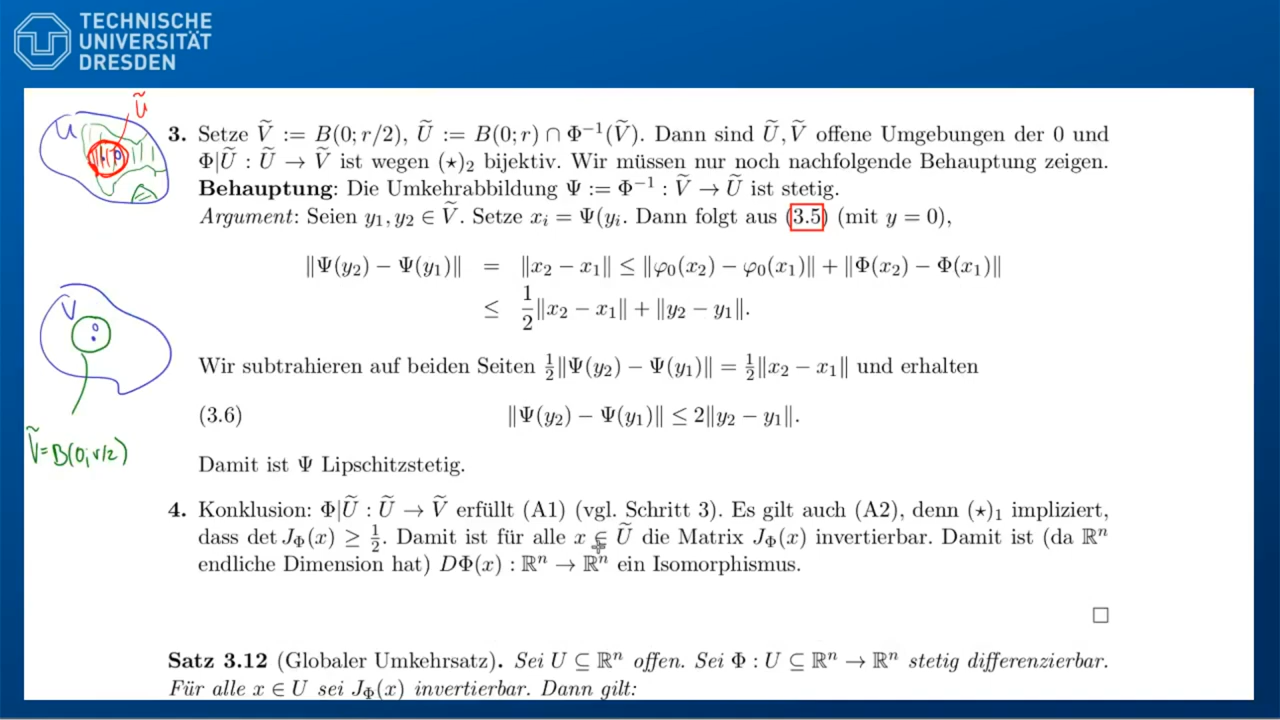 TECHNISCHE
UNIVERSITÄT
DRESDEN
Ũ
U
3. Setze Ṽ := B(0; r/2), Ũ := B(0; r) ∩ Φ⁻¹(Ṽ). Dann sind Ũ, Ṽ offene Umgebungen der 0 und
Φ|Ũ : Ũ → Ṽ ist wegen (⋆)₂ bijektiv. Wir müssen nur noch nachfolgende Behauptung zeigen.
Behauptung: Die Umkehrabbildung Ψ := Φ⁻¹ : Ṽ → Ũ ist stetig.
Argument: Seien y₁, y₂ ∈ Ṽ. Setze xᵢ = Ψ(yᵢ. Dann folgt aus (3.5) (mit y = 0),
‖Ψ(y₂) − Ψ(y₁)‖ = ‖x₂ − x₁‖ ≤ ‖φ₀(x₂) − φ₀(x₁)‖ + ‖Φ(x₂) − Φ(x₁)‖
≤ 1/2‖x₂ − x₁‖ + ‖y₂ − y₁‖.
V
0
Wir subtrahieren auf beiden Seiten ½‖Ψ(y₂) − Ψ(y₁)‖ = ½‖x₂ − x₁‖ und erhalten
(3.6) ‖Ψ(y₂) − Ψ(y₁)‖ ≤ 2‖y₂ − y₁‖.
Ṽ=B(0,r/2)
Damit ist Ψ Lipschitzstetig.
4. Konklusion: Φ|Ũ : Ũ → Ṽ erfüllt (A1) (vgl. Schritt 3). Es gilt auch (A2), denn (⋆)₁ impliziert,
dass det J_Φ(x) ≥ ½. Damit ist für alle x ∈ Ũ die Matrix J_Φ(x) invertierbar. Damit ist (da ℝⁿ
endliche Dimension hat) DΦ(x) : ℝⁿ → ℝⁿ ein Isomorphismus.
□
Satz 3.12 (Globaler Umkehrsatz). Sei U ⊆ ℝⁿ offen. Sei Φ : U ⊆ ℝⁿ → ℝⁿ stetig differenzierbar.
Für alle x ∈ U sei J_Φ(x) invertierbar. Dann gilt: